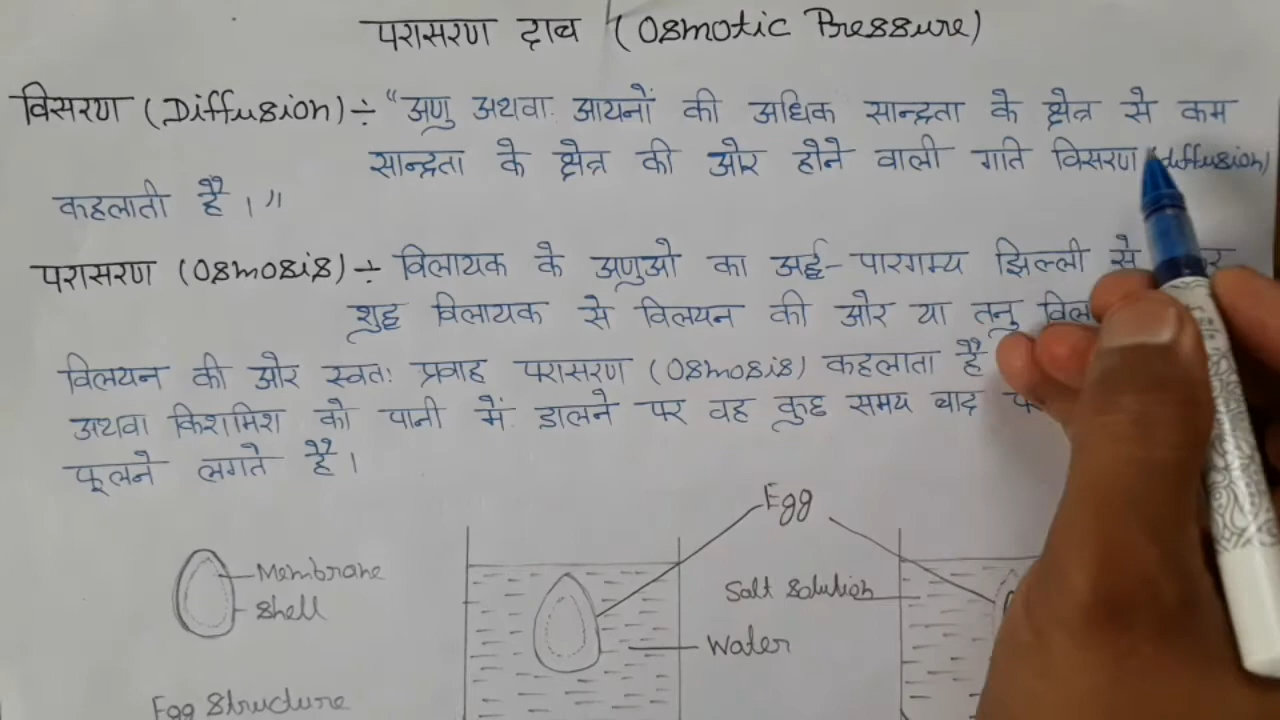 परासरण दाब (Osmotic Pressure)
विसरण (Diffusion) ÷ "अणु अथवा आयनों की अधिक सान्द्रता के क्षेत्र से कम
सान्द्रता के क्षेत्र की ओर होने वाली गति विसरण (diffusion)
कहलाती है ।"
परासरण (Osmosis) ÷ विलायक के अणुओ का अर्द्ध-पारगम्य झिल्ली से
शुद्ध विलायक से विलयन की ओर या तनु
विलयन की ओर स्वतः प्रवाह परासरण (Osmosis) कहलाता है
अथवा किशमिश को पानी में डालने पर वह कुछ समय बाद
फूलने लगते है ।
Egg
Membrane
Shell
Salt Solution
Water
Egg Structure